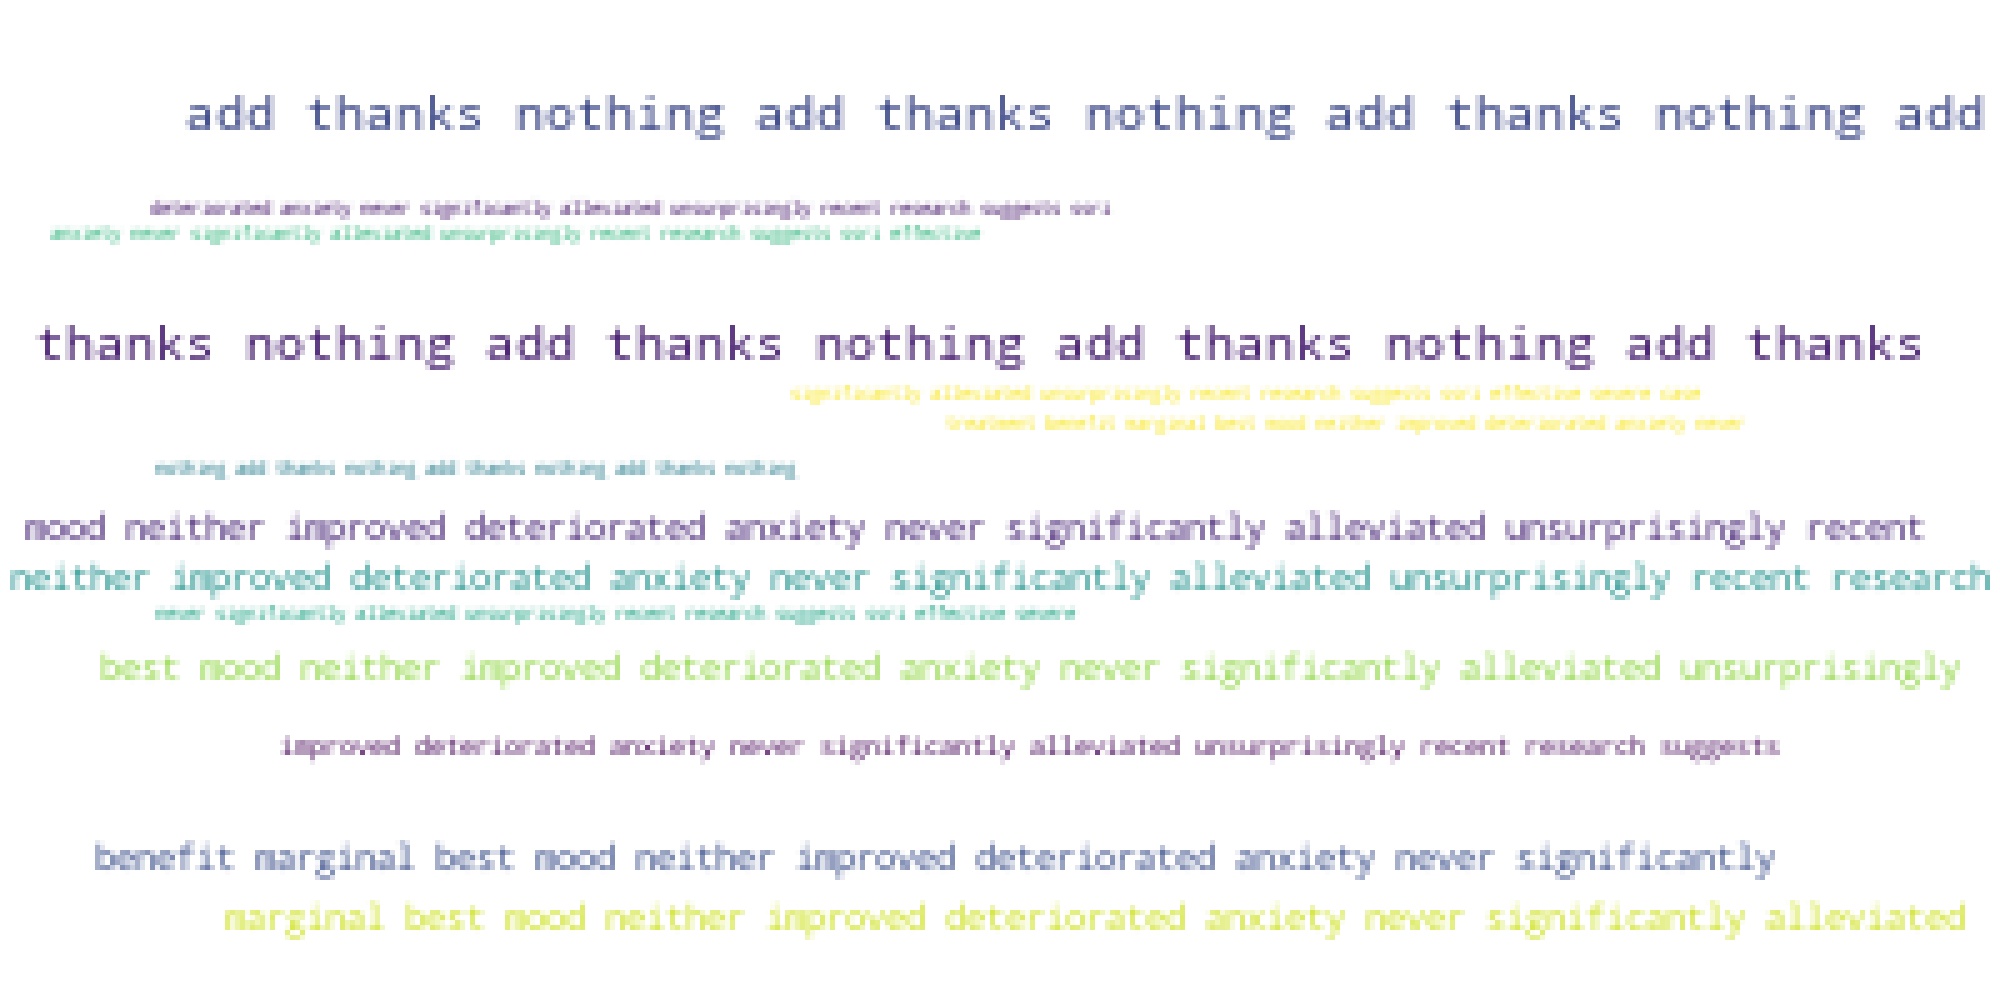 add thanks nothing add thanks nothing add thanks nothing add
deteriorated anxiety never significantly alleviated unsurprisingly recent research suggests ssri
anxiety never significantly alleviated unsurprisingly recent research suggests ssri effective
thanks nothing add thanks nothing add thanks nothing add thanks
significantly alleviated unsurprisingly recent research suggests ssri effective severe case
treatment benefit marginal best mood neither improved deteriorated anxiety never
nothing add thanks nothing add thanks nothing add thanks nothing
mood neither improved deteriorated anxiety never significantly alleviated unsurprisingly recent
neither improved deteriorated anxiety never significantly alleviated unsurprisingly recent research
never significantly alleviated unsurprisingly recent research suggests ssri effective severe
best mood neither improved deteriorated anxiety never significantly alleviated unsurprisingly
improved deteriorated anxiety never significantly alleviated unsurprisingly recent research suggests
benefit marginal best mood neither improved deteriorated anxiety never significantly
marginal best mood neither improved deteriorated anxiety never significantly alleviated